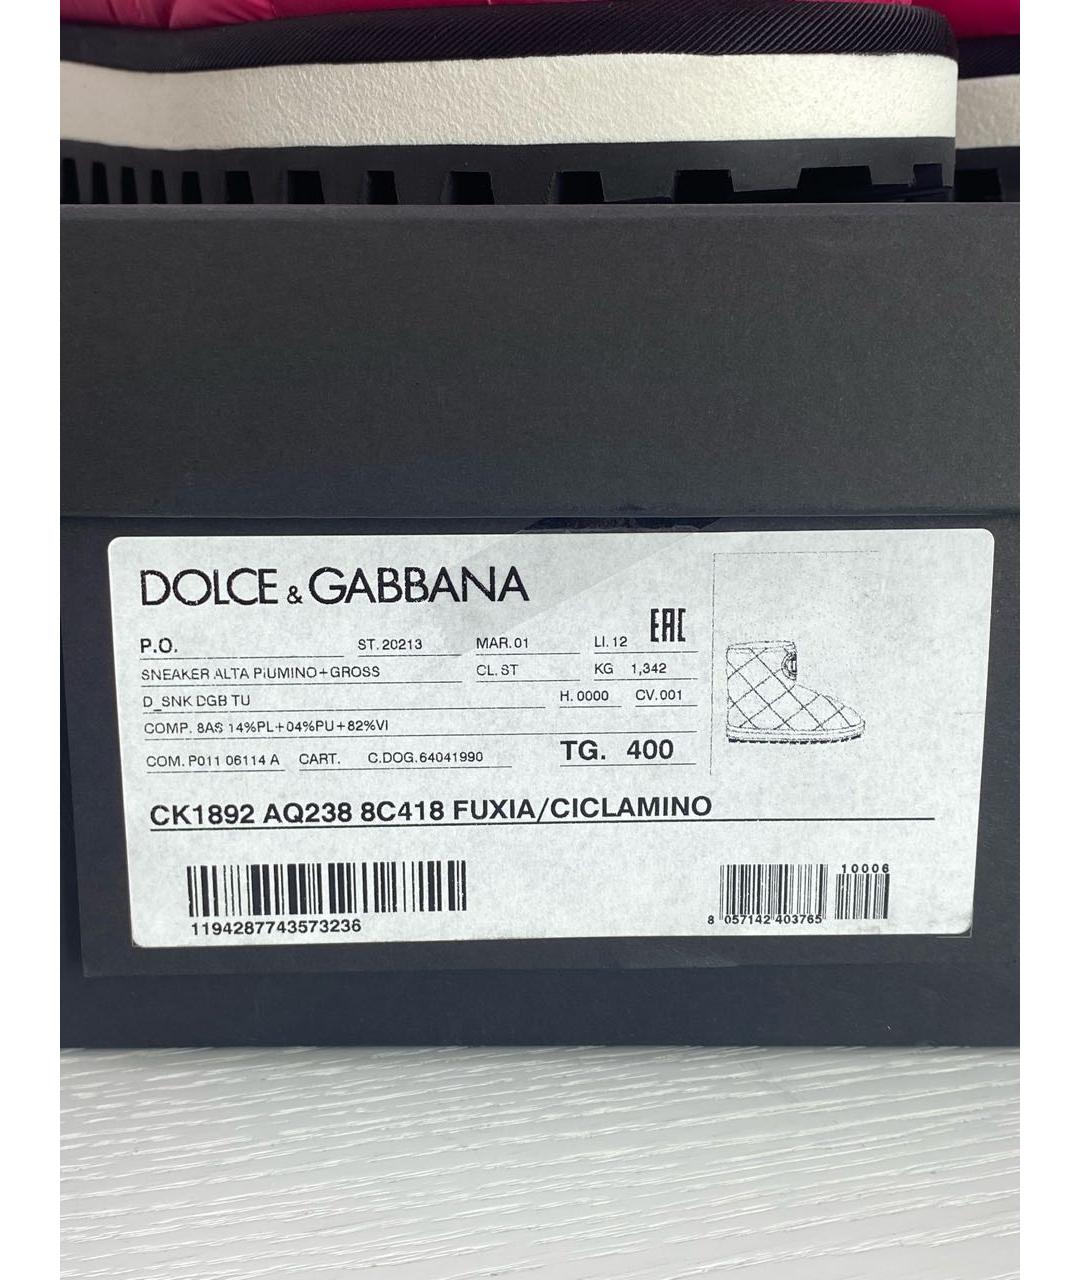 DOLCE & GABBANA
EAC
P.O. ST.20213 MAR.01 LI.12
SNEAKER ALTA PIUMINO+GROSS CL.ST KG 1,342
D_SNK DGB TU H.0000 CV.001
COMP. 8AS 14%PL+04%PU+82%VI
COM. P011 06114 A CART. C.DOG.64041990 TG. 400
CK1892 AQ238 8C418 FUXIA/CICLAMINO
10006
1194287743573236 8 057142 403765